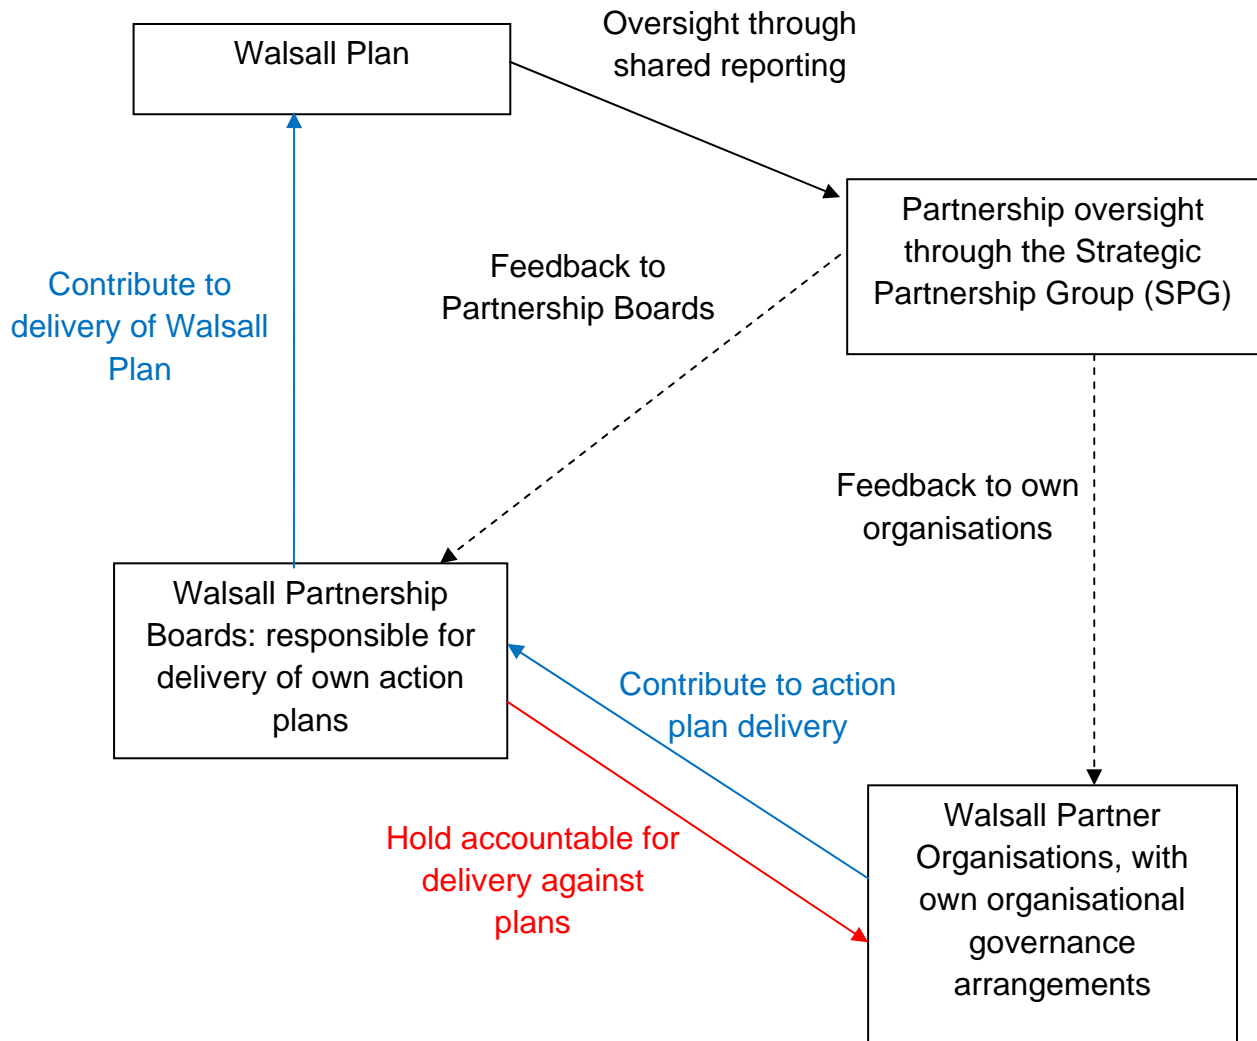 Walsall Plan
Oversight through
shared reporting
Partnership oversight
through the Strategic
Partnership Group (SPG)
Feedback to
Partnership Boards
Contribute to
delivery of Walsall
Plan
Feedback to own
organisations
Walsall Partnership
Boards: responsible for
delivery of own action
plans
Contribute to action
plan delivery
Hold accountable for
delivery against
plans
Walsall Partner
Organisations, with
own organisational
governance
arrangements